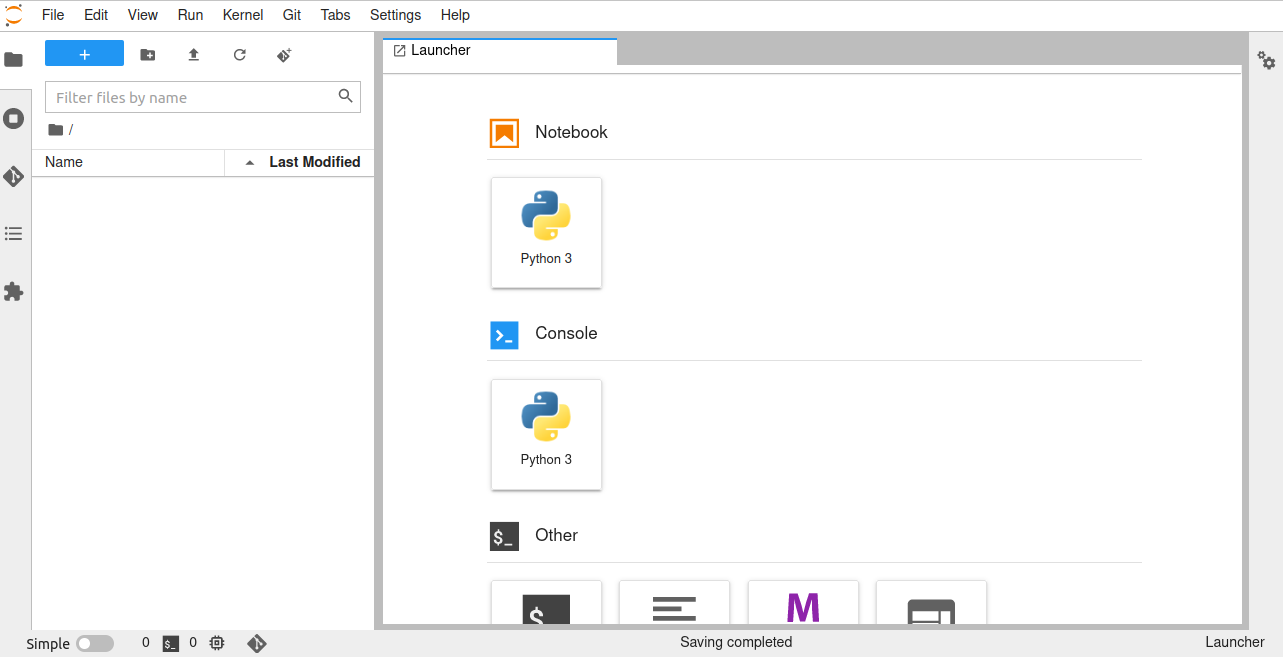 File Edit View Run Kernel Git Tabs Settings Help
+
Launcher
Filter files by name
/
Name Last Modified
Notebook
Python 3
Console
Python 3
$_ Other
$_
M
Simple 0 $_ 0 Saving completed Launcher